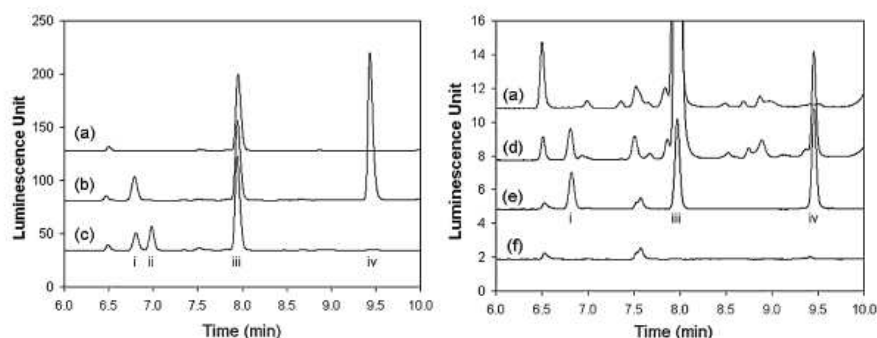 250
200
150
100
50
0
Luminescence Unit
(a)
(b)
(c)
i
ii
iii
iv
6.0 6.5 7.0 7.5 8.0 8.5 9.0 9.5 10.0
Time (min)
16
14
12
10
8
6
4
2
0
Luminescence Unit
(a)
(d)
(e)
(f)
i
iii
iv
6.0 6.5 7.0 7.5 8.0 8.5 9.0 9.5 10.0
Time (min)